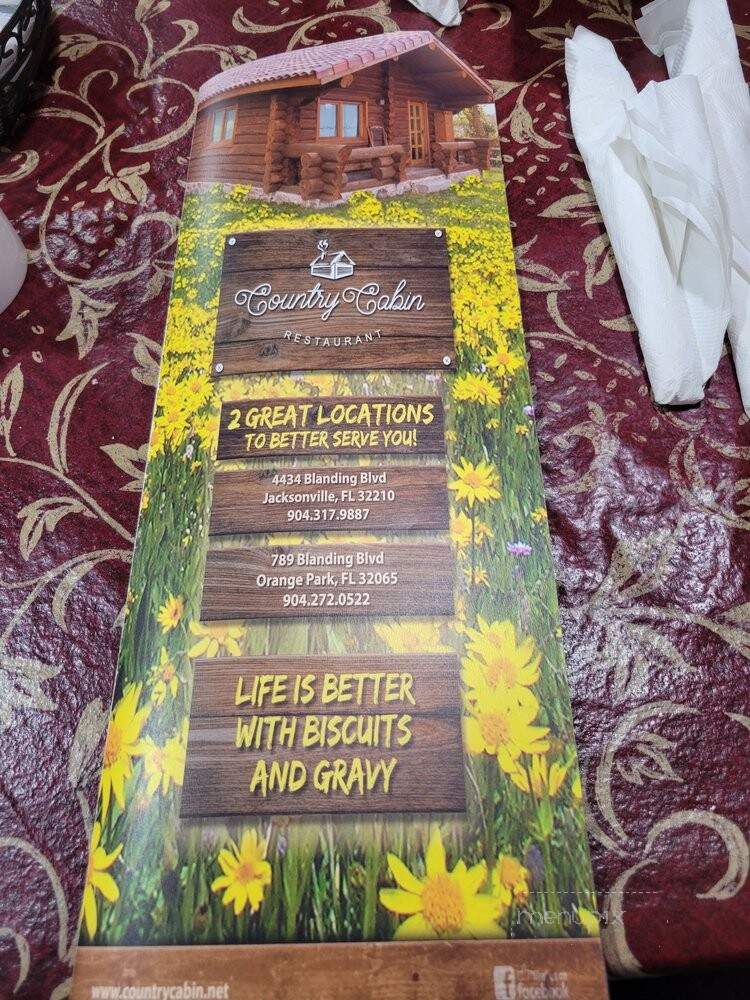 Country Cabin
RESTAURANT
2 GREAT LOCATIONS
TO BETTER SERVE YOU!
4434 Blanding Blvd
Jacksonville, FL 32210
904.317.9887
789 Blanding Blvd
Orange Park, FL 32065
904.272.0522
LIFE IS BETTER
WITH BISCUITS
AND GRAVY
menupix
www.countrycabin.net
facebook